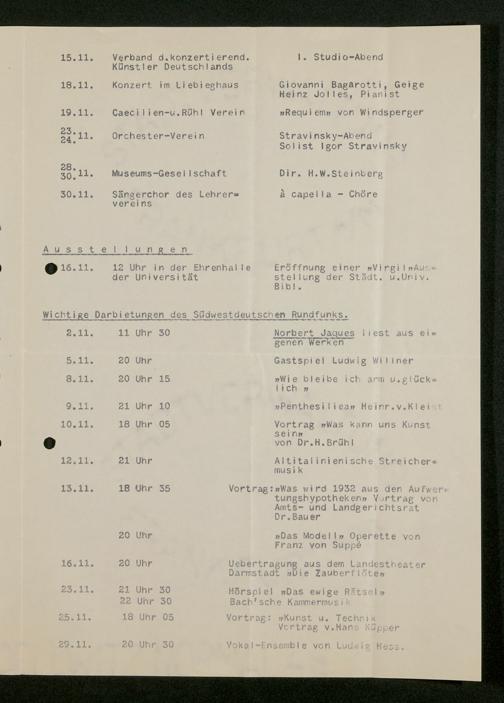 15.11. Verband d.konzertierend. I. Studio-Abend
Künstler Deutschlands
18.11. Konzert im Liebieghaus Giovanni Bagarotti, Geige
Heinz Jolles, Pianist
19.11. Caecilien-u.Rühl Verein »Requiem» von Windsperger
23.
24.11. Orchester-Verein Stravinsky-Abend
Solist Igor Stravinsky
28.
30.11. Museums-Gesellschaft Dir. H.W.Steinberg
30.11. Sängerchor des Lehrer= à capella - Chöre
vereins
Ausstellungen
16.11. 12 Uhr in der Ehrenhalle Eröffnung einer »Virgil»Aus=
der Universität stellung der Städt. u.Univ.
Bibl.
Wichtige Darbietungen des Südwestdeutschen Rundfunks.
2.11. 11 Uhr 30 Norbert Jaques liest aus ei=
genen Werken
5.11. 20 Uhr Gastspiel Ludwig Wüllner
8.11. 20 Uhr 15 »Wie bleibe ich arm u.glück=
lich »
9.11. 21 Uhr 10 »Penthesilea» Heinr.v.Kleist
10.11. 18 Uhr 05 Vortrag »Was kann uns Kunst
sein»
von Dr.H.Brühl
12.11. 21 Uhr Altitalinienische Streicher=
musik
13.11. 18 Uhr 35 Vortrag:»Was wird 1932 aus den Aufwer=
tungshypotheken» Vortrag von
Amts- und Landgerichtsrat
Dr.Bauer
20 Uhr »Das Modell» Operette von
Franz von Suppé
16.11. 20 Uhr Uebertragung aus dem Landestheater
Darmstadt »Die Zauberflöte»
23.11. 21 Uhr 30 Hörspiel »Das ewige Rätsel»
22 Uhr 30 Bach'sche Kammermusik
25.11. 18 Uhr 05 Vortrag: »Kunst u. Technik
Vortrag v.Hans Küpper
29.11. 20 Uhr 30 Vokal-Ensemble von Ludwig Hess.